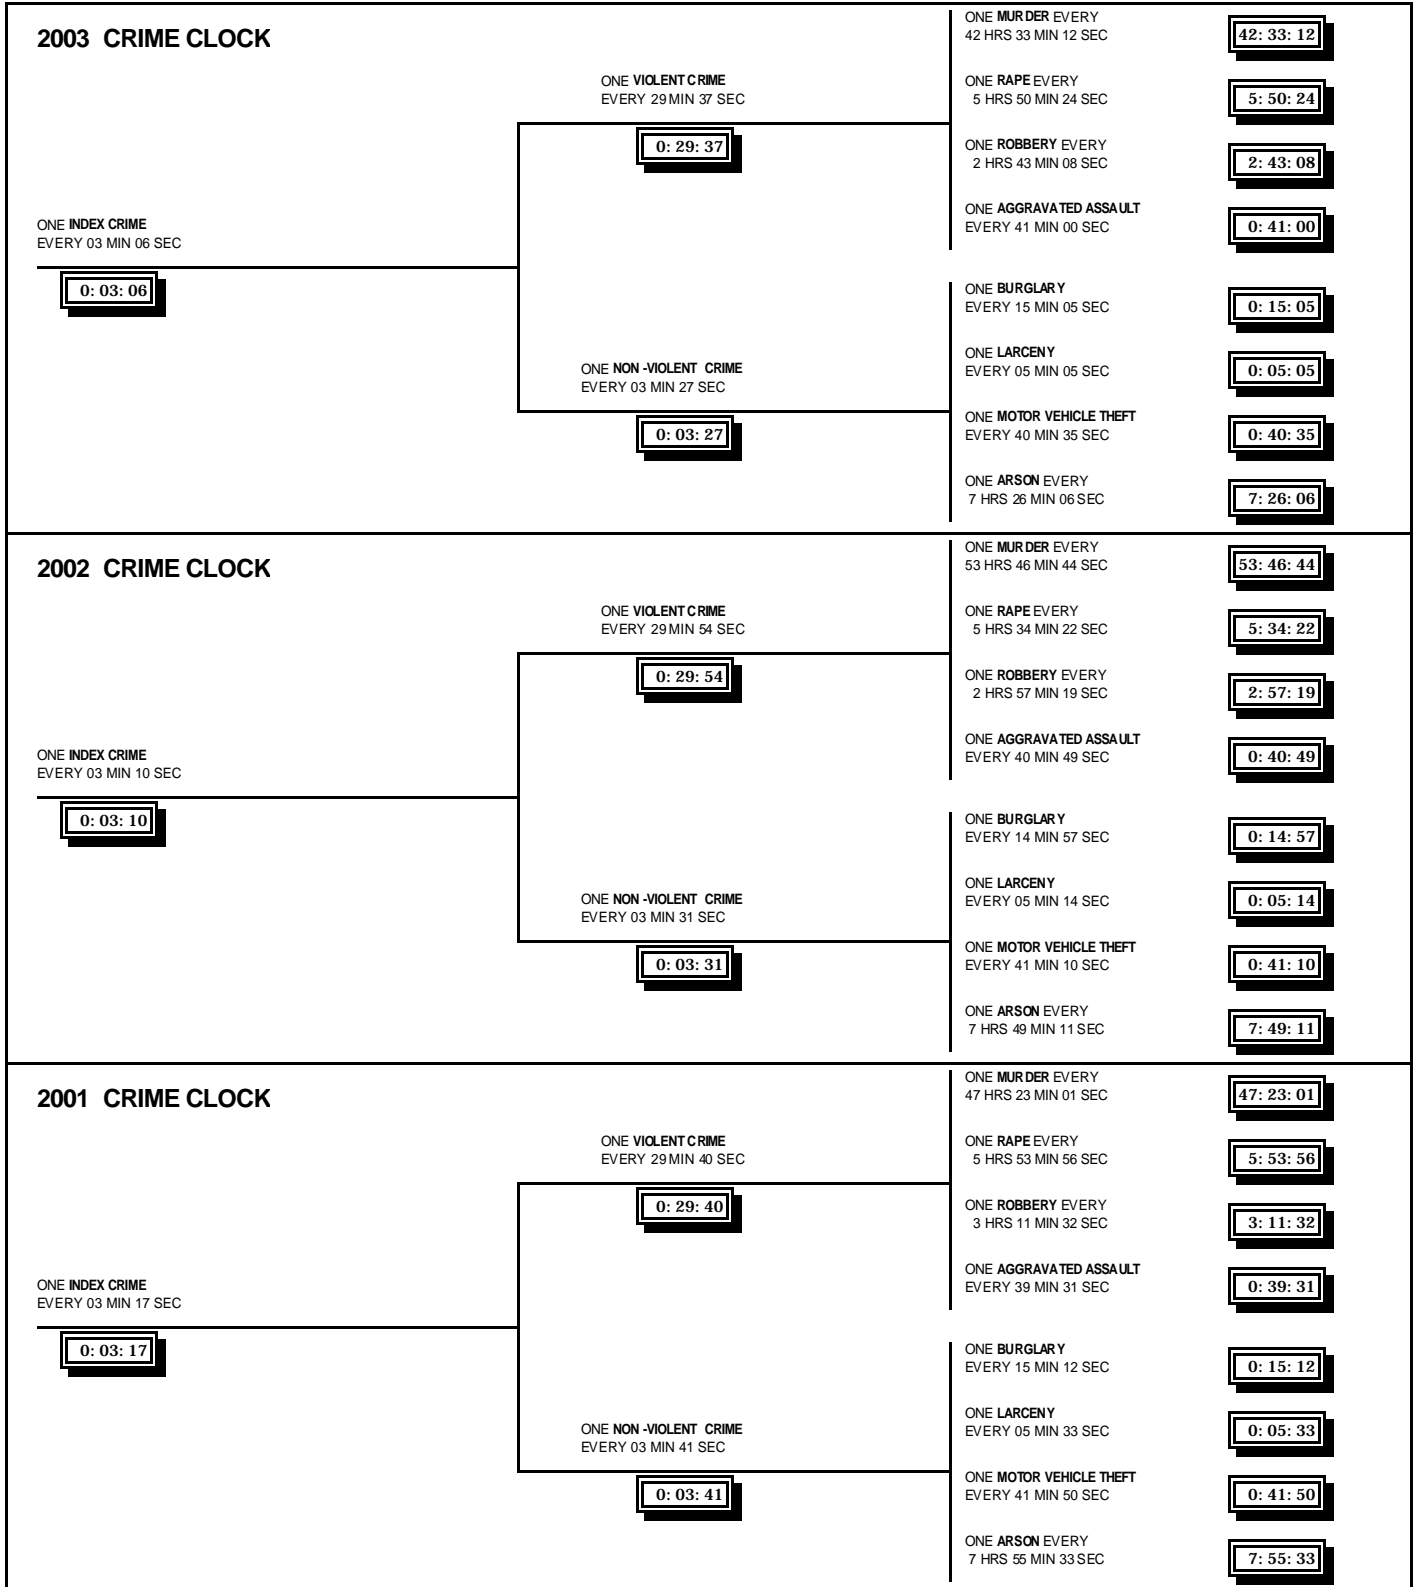 2003 CRIME CLOCK
ONE INDEX CRIME
EVERY 03 MIN 06 SEC
0: 03: 06
ONE VIOLENT CRIME
EVERY 29 MIN 37 SEC
0: 29: 37
ONE NON -VIOLENT CRIME
EVERY 03 MIN 27 SEC
0: 03: 27
ONE MURDER EVERY
42 HRS 33 MIN 12 SEC
42: 33: 12
ONE RAPE EVERY
5 HRS 50 MIN 24 SEC
5: 50: 24
ONE ROBBERY EVERY
2 HRS 43 MIN 08 SEC
2: 43: 08
ONE AGGRAVATED ASSAULT
EVERY 41 MIN 00 SEC
0: 41: 00
ONE BURGLARY
EVERY 15 MIN 05 SEC
0: 15: 05
ONE LARCENY
EVERY 05 MIN 05 SEC
0: 05: 05
ONE MOTOR VEHICLE THEFT
EVERY 40 MIN 35 SEC
0: 40: 35
ONE ARSON EVERY
7 HRS 26 MIN 06 SEC
7: 26: 06
2002 CRIME CLOCK
ONE INDEX CRIME
EVERY 03 MIN 10 SEC
0: 03: 10
ONE VIOLENT CRIME
EVERY 29 MIN 54 SEC
0: 29: 54
ONE NON -VIOLENT CRIME
EVERY 03 MIN 31 SEC
0: 03: 31
ONE MURDER EVERY
53 HRS 46 MIN 44 SEC
53: 46: 44
ONE RAPE EVERY
5 HRS 34 MIN 22 SEC
5: 34: 22
ONE ROBBERY EVERY
2 HRS 57 MIN 19 SEC
2: 57: 19
ONE AGGRAVATED ASSAULT
EVERY 40 MIN 49 SEC
0: 40: 49
ONE BURGLARY
EVERY 14 MIN 57 SEC
0: 14: 57
ONE LARCENY
EVERY 05 MIN 14 SEC
0: 05: 14
ONE MOTOR VEHICLE THEFT
EVERY 41 MIN 10 SEC
0: 41: 10
ONE ARSON EVERY
7 HRS 49 MIN 11 SEC
7: 49: 11
2001 CRIME CLOCK
ONE INDEX CRIME
EVERY 03 MIN 17 SEC
0: 03: 17
ONE VIOLENT CRIME
EVERY 29 MIN 40 SEC
0: 29: 40
ONE NON -VIOLENT CRIME
EVERY 03 MIN 41 SEC
0: 03: 41
ONE MURDER EVERY
47 HRS 23 MIN 01 SEC
47: 23: 01
ONE RAPE EVERY
5 HRS 53 MIN 56 SEC
5: 53: 56
ONE ROBBERY EVERY
3 HRS 11 MIN 32 SEC
3: 11: 32
ONE AGGRAVATED ASSAULT
EVERY 39 MIN 31 SEC
0: 39: 31
ONE BURGLARY
EVERY 15 MIN 12 SEC
0: 15: 12
ONE LARCENY
EVERY 05 MIN 33 SEC
0: 05: 33
ONE MOTOR VEHICLE THEFT
EVERY 41 MIN 50 SEC
0: 41: 50
ONE ARSON EVERY
7 HRS 55 MIN 33 SEC
7: 55: 33